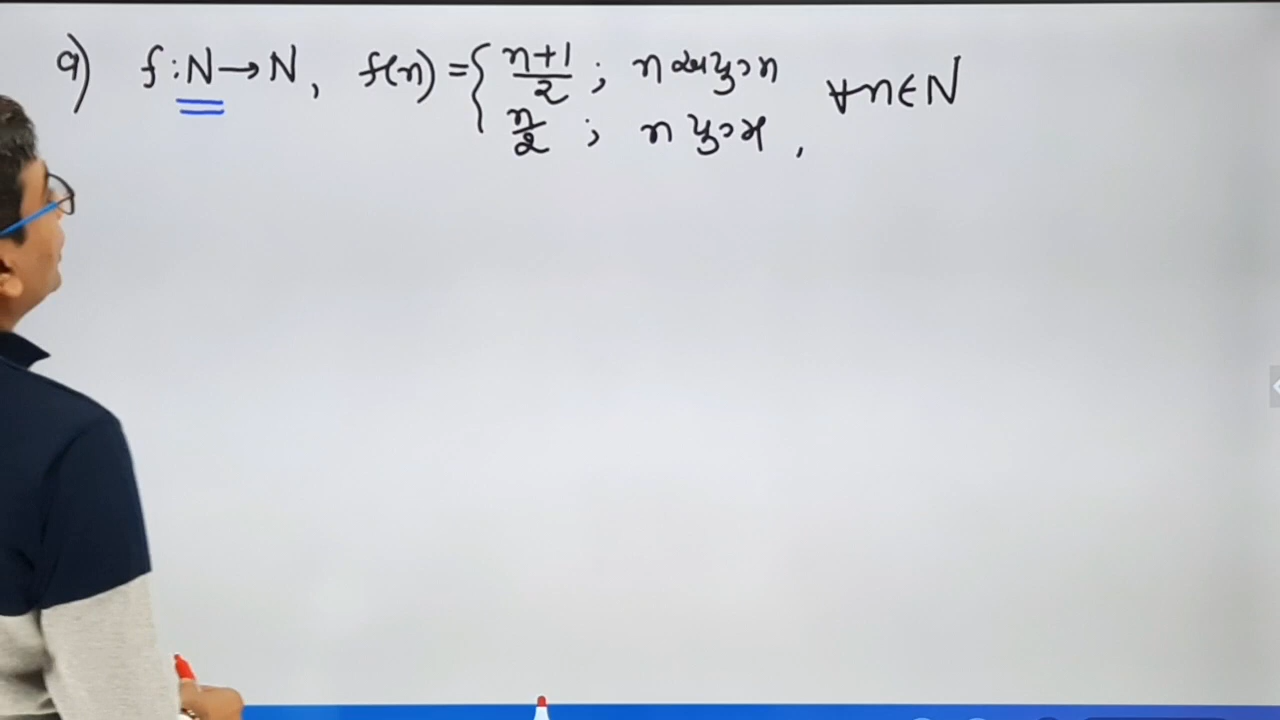 9) f : N → N, f(n) = { (n+1)/2 ; n અયુગ્મ ∀n∈N
n/2 ; n યુગ્મ ,